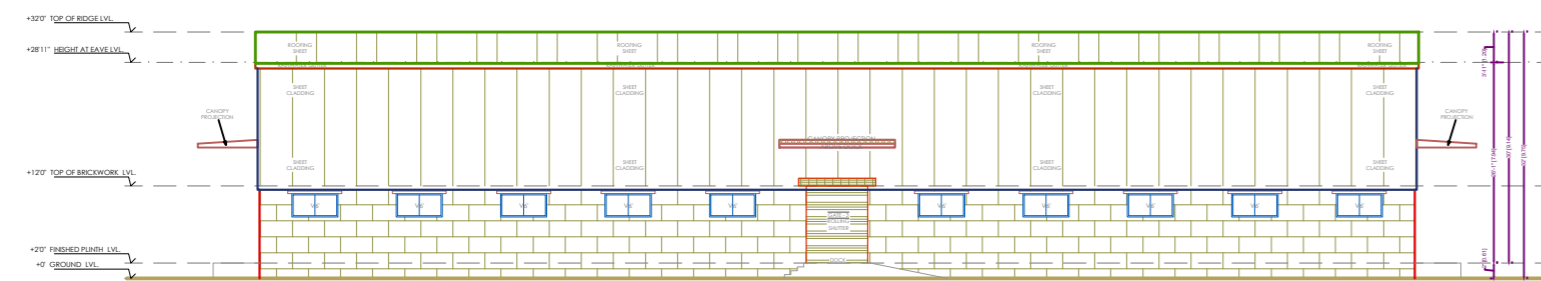 +32'0" TOP OF RIDGE LVL.
ROOFING
SHEET
ROOFING
SHEET
ROOFING
SHEET
ROOFING
SHEET
+28'11" HEIGHT AT EAVE LVL.
SHEET
CLADDING
SHEET
CLADDING
SHEET
CLADDING
SHEET
CLADDING
CANOPY
PROJECTION
CANOPY PROJECTION
CANOPY
PROJECTION
SHEET
CLADDING
SHEET
CLADDING
SHEET
CLADDING
SHEET
CLADDING
+12'0" TOP OF BRICKWORK LVL.
ROLLING
SHUTTER
+2'0" FINISHED PLINTH LVL.
DOCK
+0' GROUND LVL.